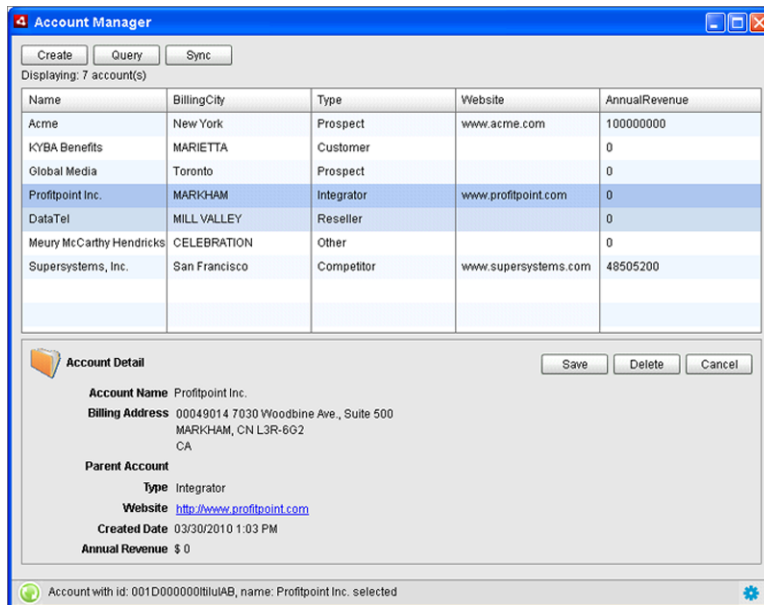 Account Manager
Create Query Sync
Displaying: 7 account(s)
Name BillingCity Type Website AnnualRevenue
Acme New York Prospect www.acme.com 100000000
KYBA Benefits MARIETTA Customer 0
Global Media Toronto Prospect 0
Profitpoint Inc. MARKHAM Integrator www.profitpoint.com 0
DataTel MILL VALLEY Reseller 0
Meury McCarthy Hendricks CELEBRATION Other 0
Supersystems, Inc. San Francisco Competitor www.supersystems.com 48505200
Account Detail Save Delete Cancel
Account Name Profitpoint Inc.
Billing Address 00049014 7030 Woodbine Ave., Suite 500
MARKHAM, CN L3R-6G2
CA
Parent Account
Type Integrator
Website http://www.profitpoint.com
Created Date 03/30/2010 1:03 PM
Annual Revenue $ 0
Account with id: , name: Profitpoint Inc. selected